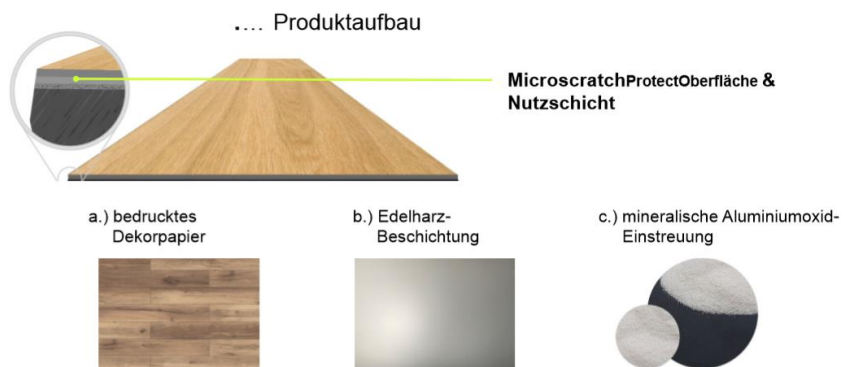 .... Produktaufbau
MicroscratchProtectOberfläche &
Nutzschicht
a.) bedrucktes
Dekorpapier
b.) Edelharz-
Beschichtung
c.) mineralische Aluminiumoxid-
Einstreuung